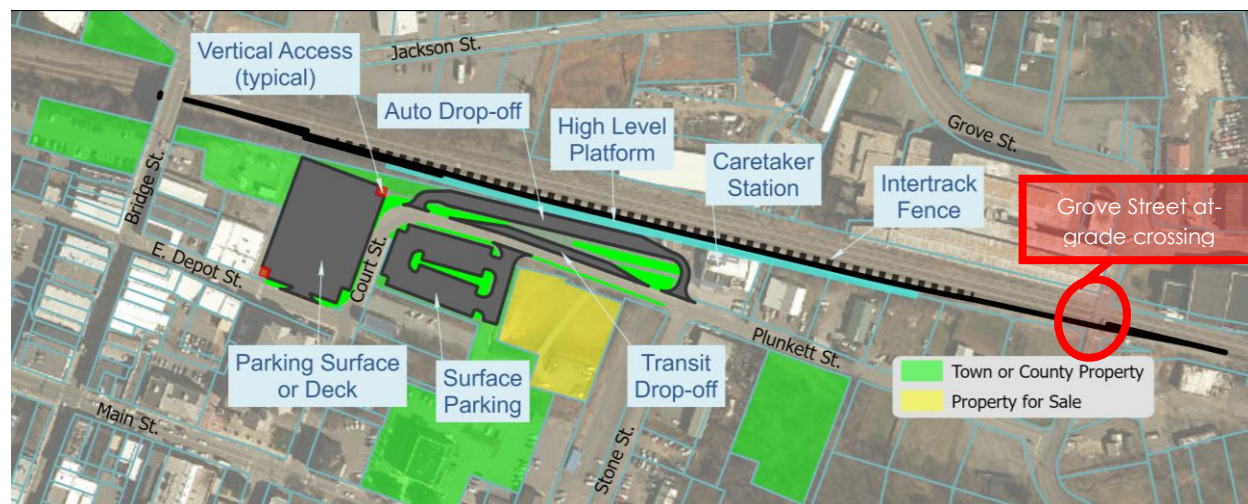 Jackson St.
Vertical Access
(typical)
Auto Drop-off
High Level
Platform
Caretaker
Station
Intertrack
Fence
Grove St.
Grove Street at-
grade crossing
Bridge St.
E. Depot St.
Court St.
Parking Surface
or Deck
Surface
Parking
Transit
Drop-off
Plunkett St.
Town or County Property
Property for Sale
Main St.
Stone St.